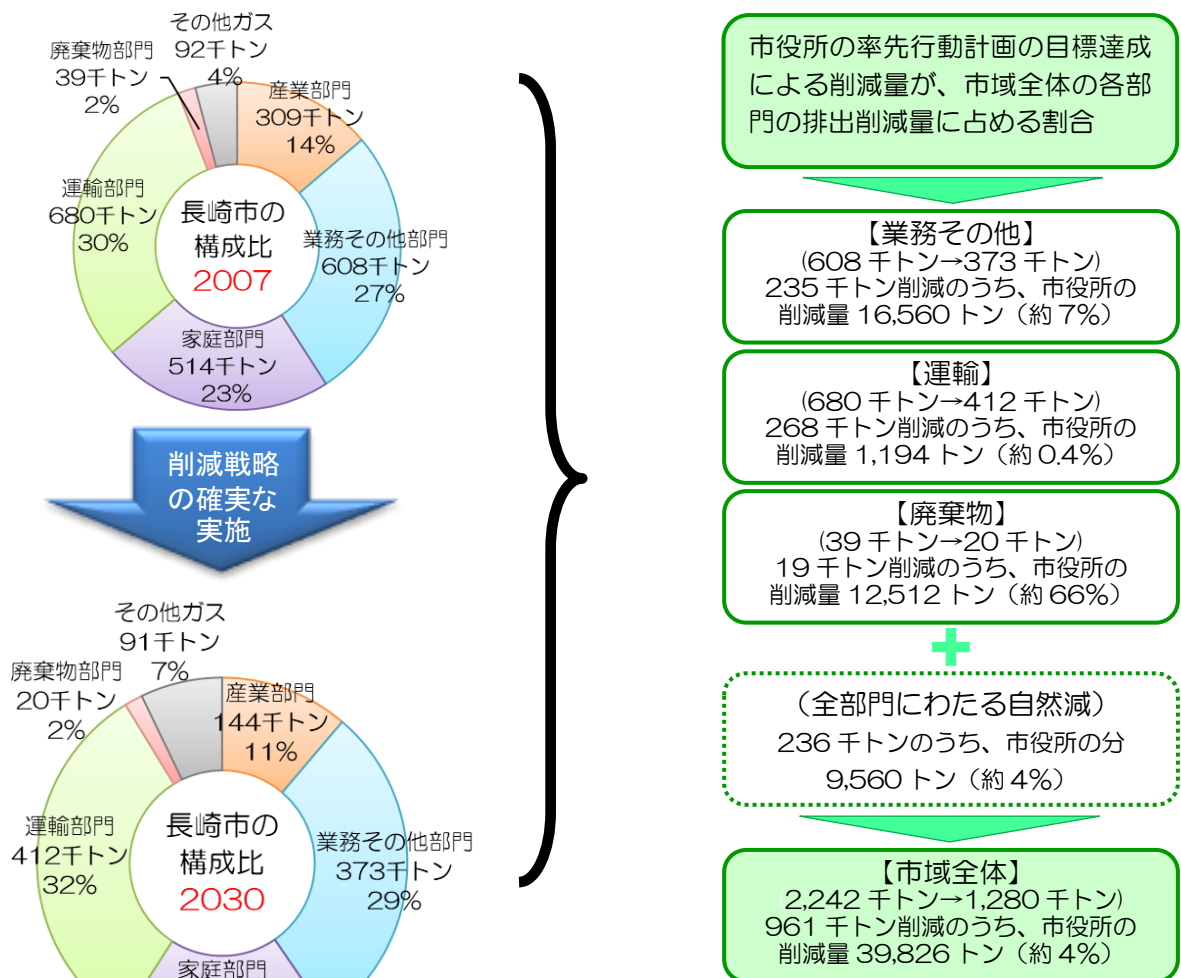 その他ガス
92千トン
4%
廃棄物部門
39千トン
2%
産業部門
309千トン
14%
運輸部門
680千トン
30%
長崎市の
構成比
2007
業務その他部門
608千トン
27%
家庭部門
514千トン
23%
削減戦略
の確実な
実施
その他ガス
91千トン
7%
廃棄物部門
20千トン
2%
産業部門
144千トン
11%
運輸部門
412千トン
32%
長崎市の
構成比
2030
業務その他部門
373千トン
29%
家庭部門
市役所の率先行動計画の目標達成
による削減量が、市域全体の各部
門の排出削減量に占める割合
【業務その他】
(608 千トン→373 千トン)
235 千トン削減のうち、市役所の
削減量 16,560 トン（約 7%）
【運輸】
(680 千トン→412 千トン)
268 千トン削減のうち、市役所の
削減量 1,194 トン（約 0.4%）
【廃棄物】
(39 千トン→20 千トン)
19 千トン削減のうち、市役所の
削減量 12,512 トン（約 66%）
（全部門にわたる自然減）
236 千トンのうち、市役所の分
9,560 トン（約 4%）
【市域全体】
(2,242 千トン→1,280 千トン)
961 千トン削減のうち、市役所の
削減量 39,826 トン（約 4%）